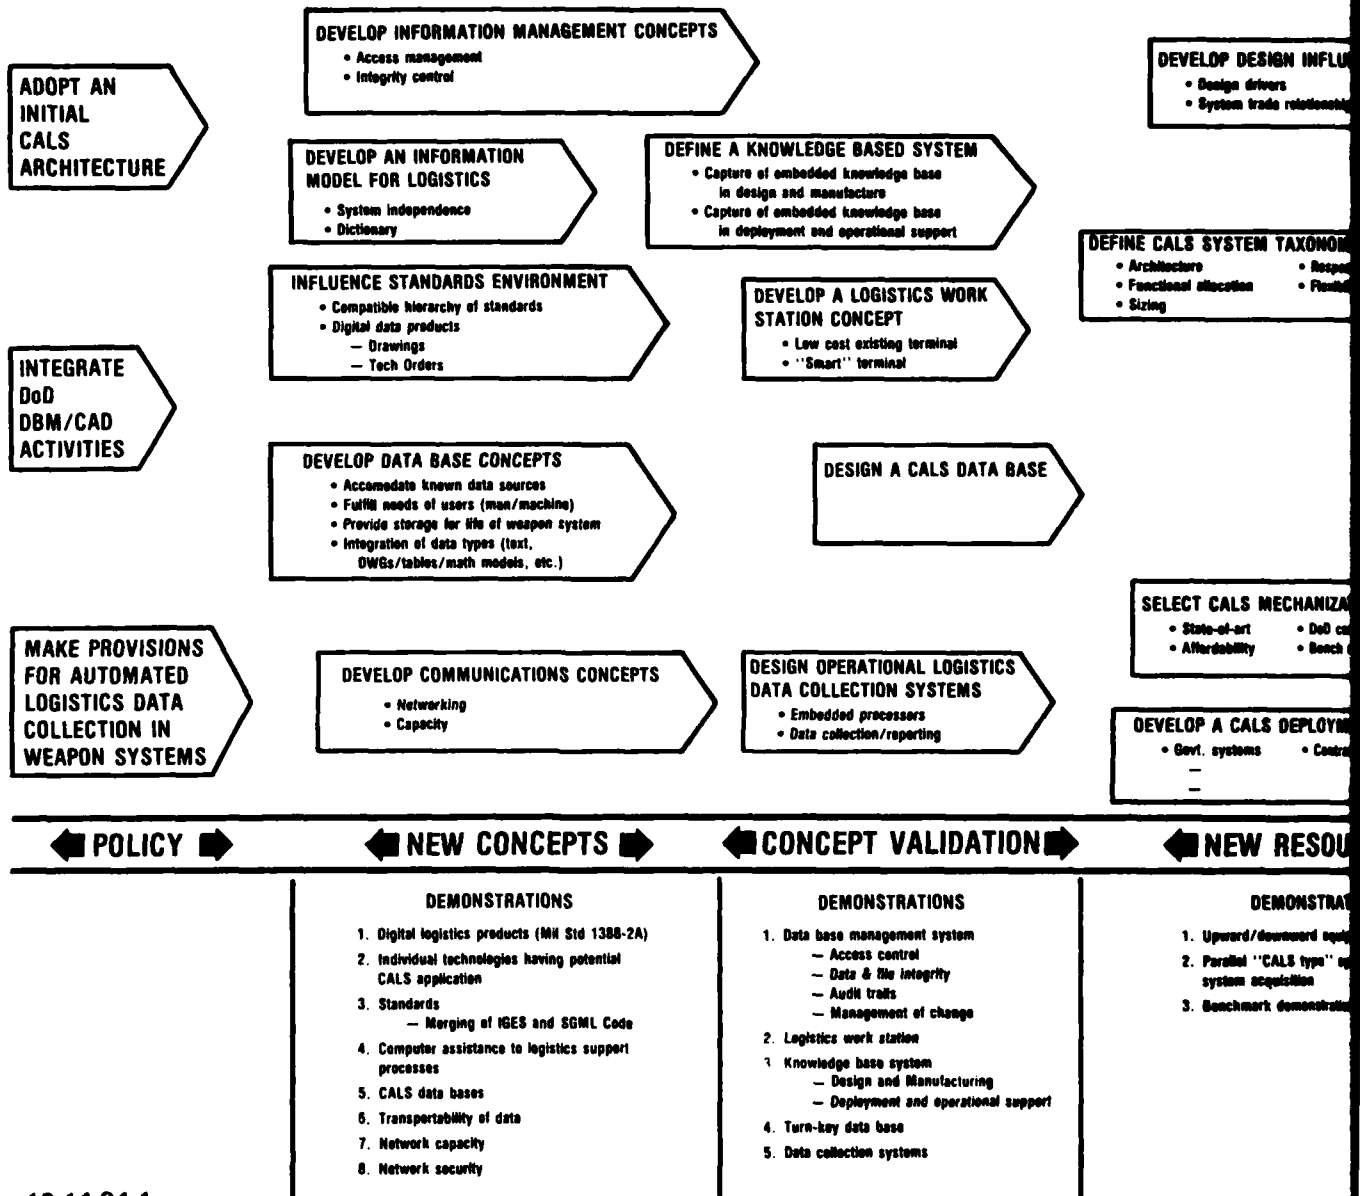 ADOPT AN
INITIAL
CALS
ARCHITECTURE
INTEGRATE
DoD
DBM/CAD
ACTIVITIES
MAKE PROVISIONS
FOR AUTOMATED
LOGISTICS DATA
COLLECTION IN
WEAPON SYSTEMS
DEVELOP INFORMATION MANAGEMENT CONCEPTS
• Access management
• Integrity control
DEVELOP AN INFORMATION
MODEL FOR LOGISTICS
• System independence
• Dictionary
INFLUENCE STANDARDS ENVIRONMENT
• Compatible hierarchy of standards
• Digital data products
— Drawings
— Tech Orders
DEVELOP DATA BASE CONCEPTS
• Accomedate known data sources
• Fulfill needs of users (man/machine)
• Provide storage for life of weapon system
• Integration of data types (text,
DWGs/tables/math models, etc.)
DEVELOP COMMUNICATIONS CONCEPTS
• Networking
• Capacity
DEFINE A KNOWLEDGE BASED SYSTEM
• Capture of embedded knowledge base
in design and manufacture
• Capture of embedded knowledge base
in deployment and operational support
DEVELOP A LOGISTICS WORK
STATION CONCEPT
• Low cost existing terminal
• "Smart" terminal
DESIGN A CALS DATA BASE
DESIGN OPERATIONAL LOGISTICS
DATA COLLECTION SYSTEMS
• Embedded processors
• Data collection/reporting
DEVELOP DESIGN INFLU
• Design drivers
• System trade
DEFINE CALS SYSTEM
• Architecture
• Functional allocation
• Sizing
SELECT CALS
• State-of-art • DoD
• Affordability • Bench
DEVELOP A CALS
• Govt. systems
—
—
POLICY
NEW CONCEPTS
CONCEPT VALIDATION
NEW RESOU
DEMONSTRATIONS
1. Digital logistics products (Mil Std 1388-2A)
2. Individual technologies having potential
CALS application
3. Standards
— Merging of IGES and SGML Code
4. Computer assistance to logistics support
processes
5. CALS data bases
6. Transportability of data
7. Network capacity
8. Network security
DEMONSTRATIONS
1. Data base management system
— Access control
— Data & file integrity
— Audit trails
— Management of change
2. Logistics work station
3 Knowledge base system
— Design and Manufacturing
— Deployment and operational support
4. Turn-key data base
5. Data collection systems
DEMONSTRAT
1. Upward/downward
2. Parallel "CALS type"
system acquisition
3. Benchmark